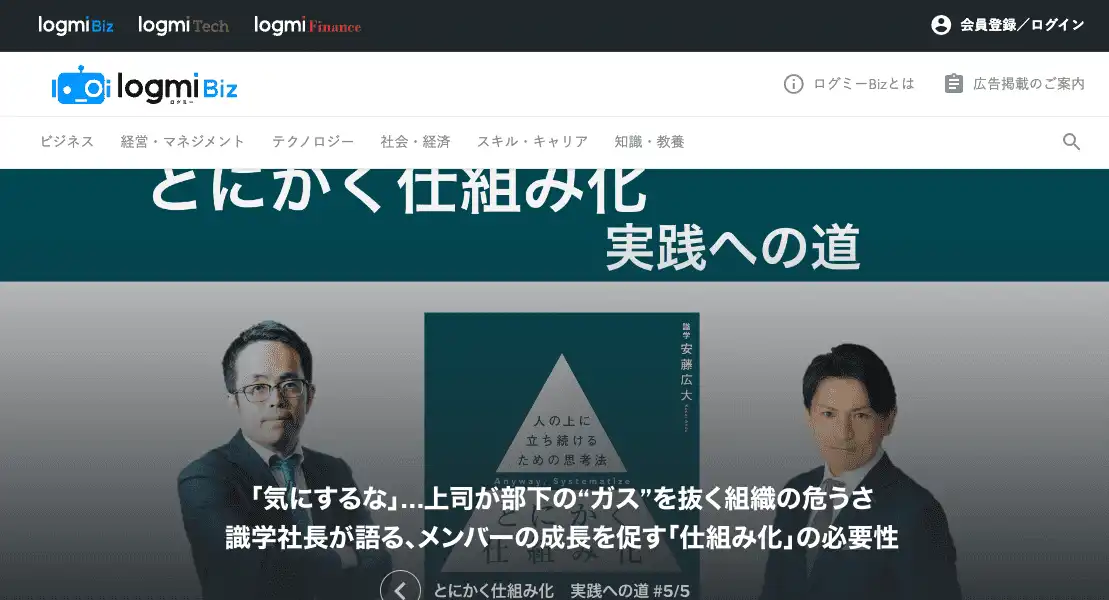 logmi Biz logmi Tech logmi Finance 会員登録／ログイン
logmi Biz
ログミー
ログミーBizとは 広告掲載のご案内
ビジネス 経営・マネジメント テクノロジー 社会・経済 スキル・キャリア 知識・教養
とにかく仕組み化
実践への道
識学
安藤広大
人の上に
立ち続ける
ための思考法
Anyway, Systematize
とにかく
仕組み化
「気にするな」…上司が部下の“ガス”を抜く組織の危うさ
識学社長が語る、メンバーの成長を促す「仕組み化」の必要性
とにかく仕組み化 実践への道 #5/5